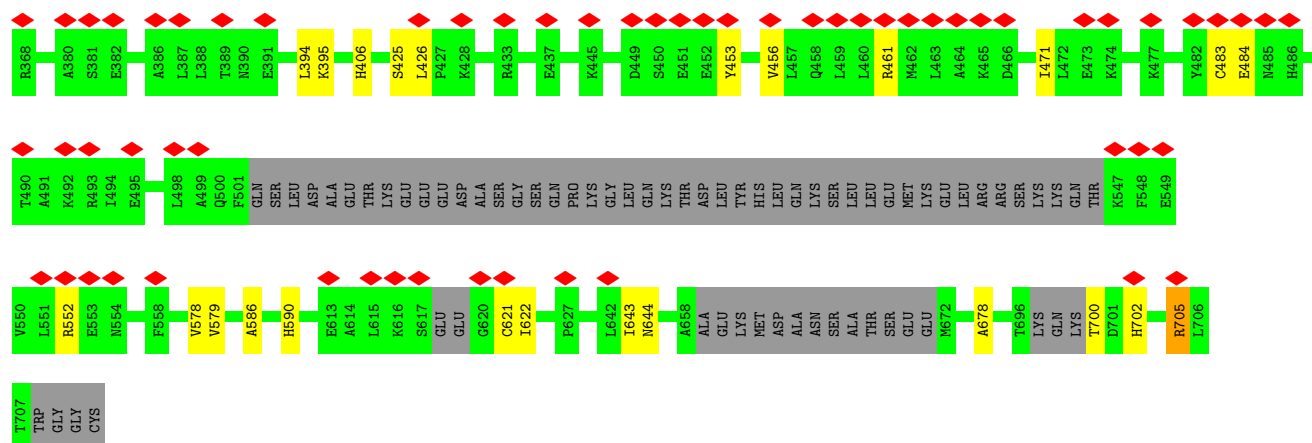 R368 A380 S381 E382 A386 L387 L388 T389 N390 E391 L394 K395 H406 S425 L426 P427 K428 R433 E437 K445 D449 S450 E451 E452 Y453 V456 L457 Q458 L459 L460 R461 M462 L463 A464 K465 D466 I471 L472 E473 K474 K477 Y482 C483 E484 N485 H486
T490 A491 K492 R493 I494 E495 L498 A499 Q500 F501 GLN SER LEU ASP ALA GLU THR LYS GLU GLU GLU ASP ALA SER GLY SER GLN PRO LYS GLY LEU GLN LYS THR ASP LEU TYR HIS LEU GLN LYS SER LEU LEU GLU MET LYS GLU LEU ARG ARG SER LYS LYS GLN THR K547 F548 E549
V550 L551 R552 E553 N554 F558 V578 V579 A586 H590 E613 A614 L615 K616 S617 GLU GLU G620 C621 I622 P627 L642 I643 N644 A658 ALA GLU LYS MET ASP ALA ASN SER ALA THR SER GLU GLU M672 A678 T696 LYS GLN LYS T700 D701 H702 R705 L706
T707 TRP GLY GLY CYS